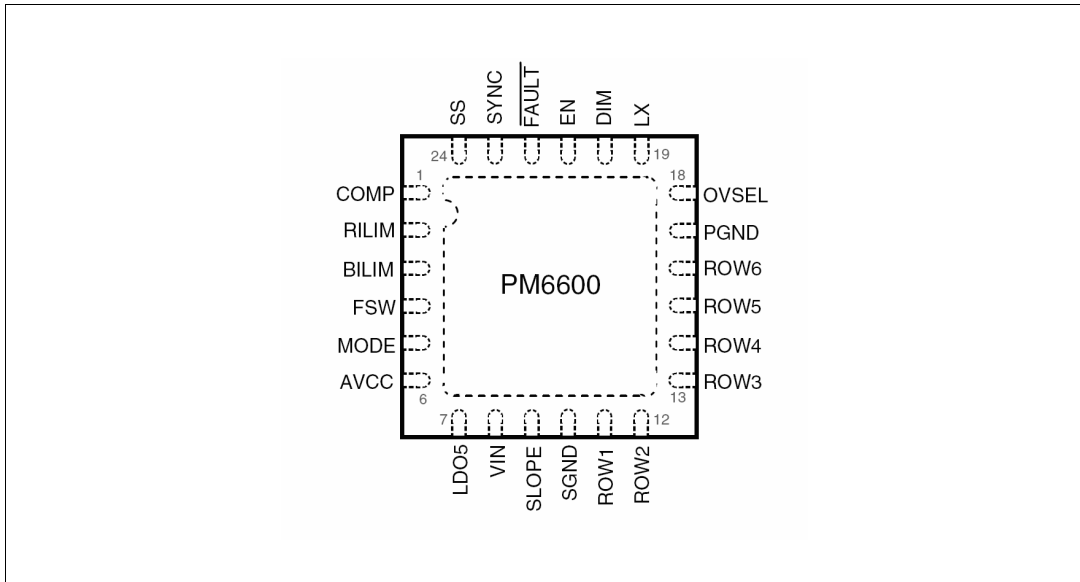 SS
SYNC
FAULT
EN
DIM
LX
24
19
1
18
COMP
OVSEL
RILIM
PGND
BILIM
ROW6
PM6600
FSW
ROW5
MODE
ROW4
AVCC
ROW3
6
13
7
12
LDO5
VIN
SLOPE
SGND
ROW1
ROW2